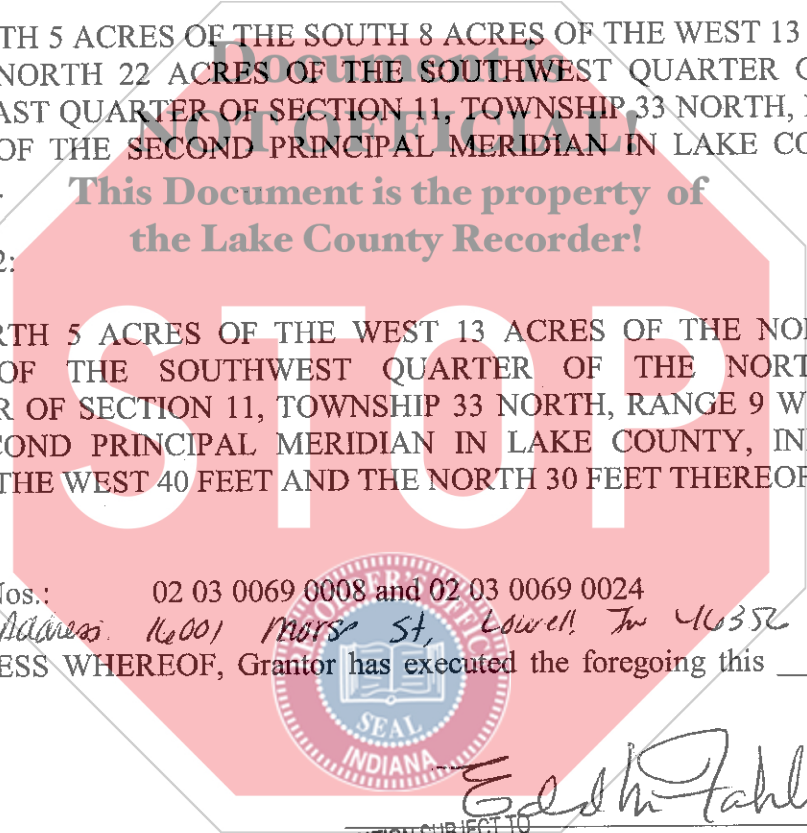 TH 5 ACRES OF THE SOUTH 8 ACRES OF THE WEST 13
NORTH 22 ACRES OF THE SOUTHWEST QUARTER
Document is
AST QUARTER OF SECTION 11, TOWNSHIP 33 NORTH,
NOT OFFICIAL!
OF THE SECOND PRINCIPAL MERIDIAN IN LAKE CO
This Document is the property of
the Lake County Recorder!
2:
RTH 5 ACRES OF THE WEST 13 ACRES OF THE NO
OF THE SOUTHWEST QUARTER OF THE NORT
R OF SECTION 11, TOWNSHIP 33 NORTH, RANGE 9 W
COND PRINCIPAL MERIDIAN IN LAKE COUNTY, IN
THE WEST 40 FEET AND THE NORTH 30 FEET THEREOF
STOP
Nos.: 02 03 0069 0008 and 02 03 0069 0024
Address. 16001 Morse St, Lowell, In 46356
ESS WHEREOF, Grantor has executed the foregoing this
RECORDER'S OFFICE
SEAL
INDIANA
SUBJECT TO